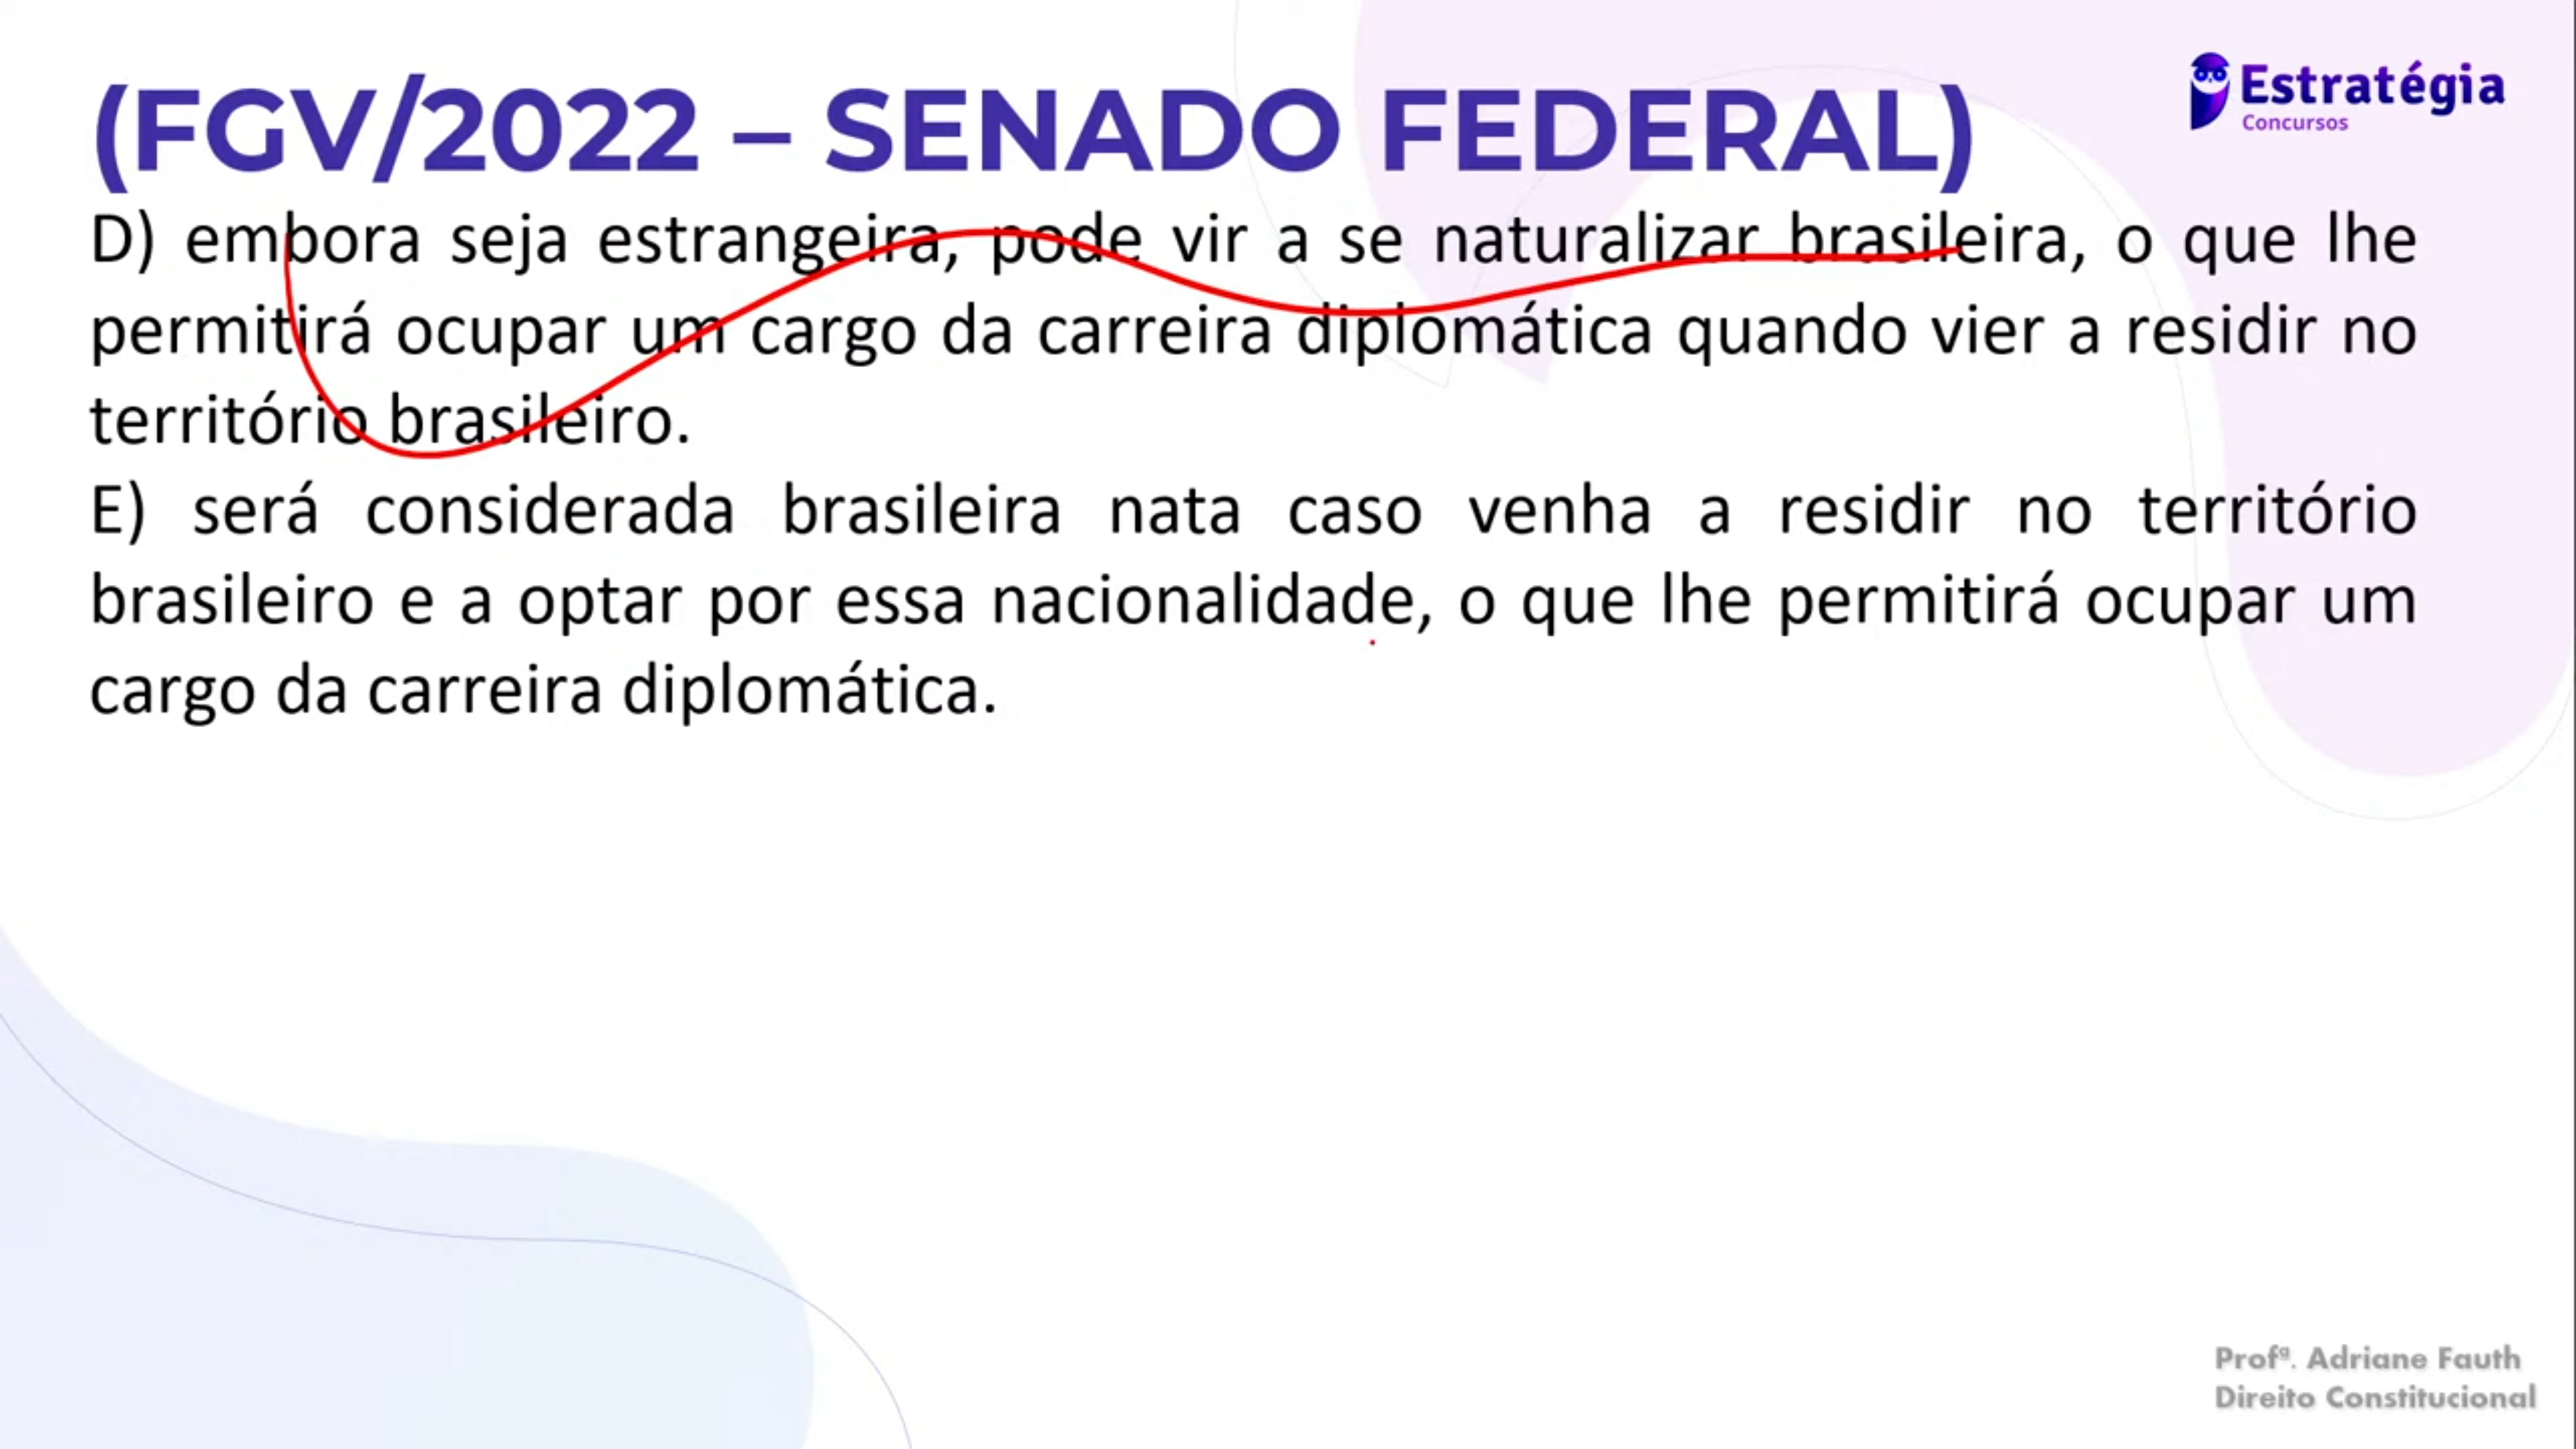 (FGV/2022 – SENADO FEDERAL)
Estratégia
Concursos
D) embora seja estrangeira, pode vir a se naturalizar brasileira, o que lhe
permitirá ocupar um cargo da carreira diplomática quando vier a residir no
território brasileiro.
E) será considerada brasileira nata caso venha a residir no território
brasileiro e a optar por essa nacionalidade, o que lhe permitirá ocupar um
cargo da carreira diplomática.
Profª. Adriane Fauth
Direito Constitucional